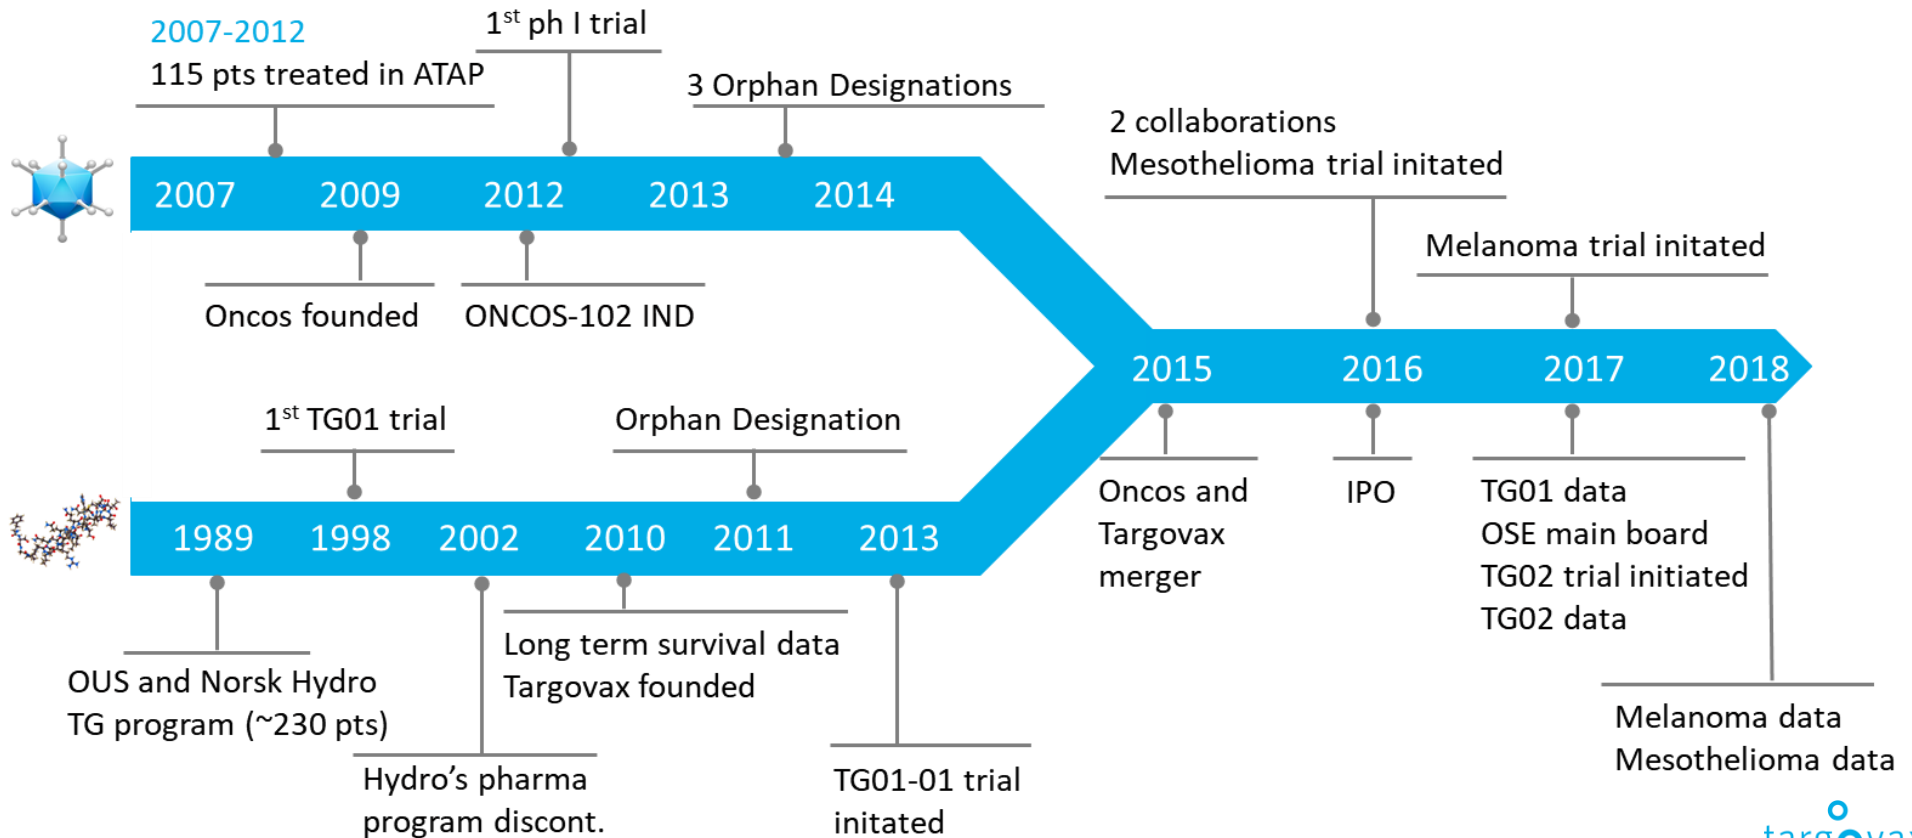 2007-2012
115 pts treated in ATAP
1st ph I trial
3 Orphan Designations
2007 2009 2012 2013 2014
Oncos founded
ONCOS-102 IND
2 collaborations
Mesothelioma trial initated
Melanoma trial initated
2015 2016 2017 2018
Oncos and
Targovax
merger
IPO
TG01 data
OSE main board
TG02 trial initiated
TG02 data
Melanoma data
Mesothelioma data
1st TG01 trial
Orphan Designation
1989 1998 2002 2010 2011 2013
OUS and Norsk Hydro
TG program (~230 pts)
Hydro’s pharma
program discont.
Long term survival data
Targovax founded
TG01-01 trial
initated